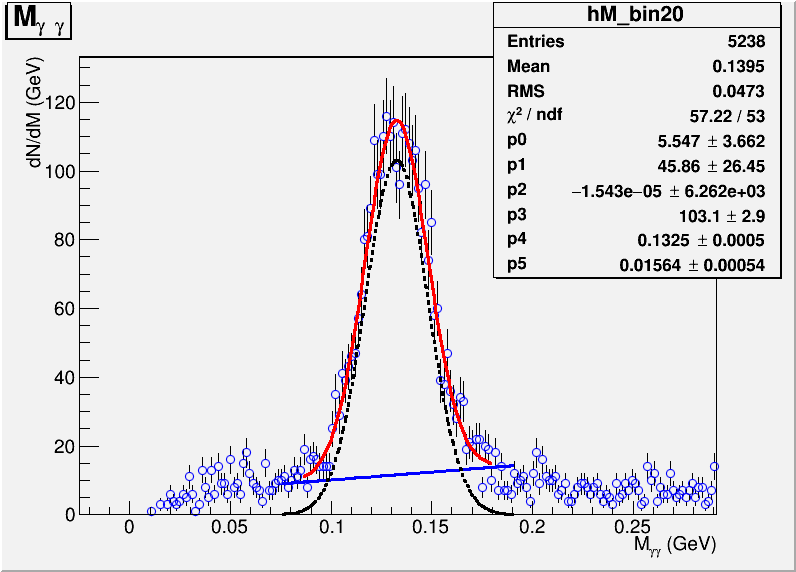 M_γ γ
hM_bin20
Entries 5238
Mean 0.1395
RMS 0.0473
χ² / ndf 57.22 / 53
p0 5.547 ± 3.662
p1 45.86 ± 26.45
p2 −1.543e−05 ± 6.262e+03
p3 103.1 ± 2.9
p4 0.1325 ± 0.0005
p5 0.01564 ± 0.00054
dN/dM (GeV)
120
100
80
60
40
20
0
0 0.05 0.1 0.15 0.2 0.25
M_γγ (GeV)